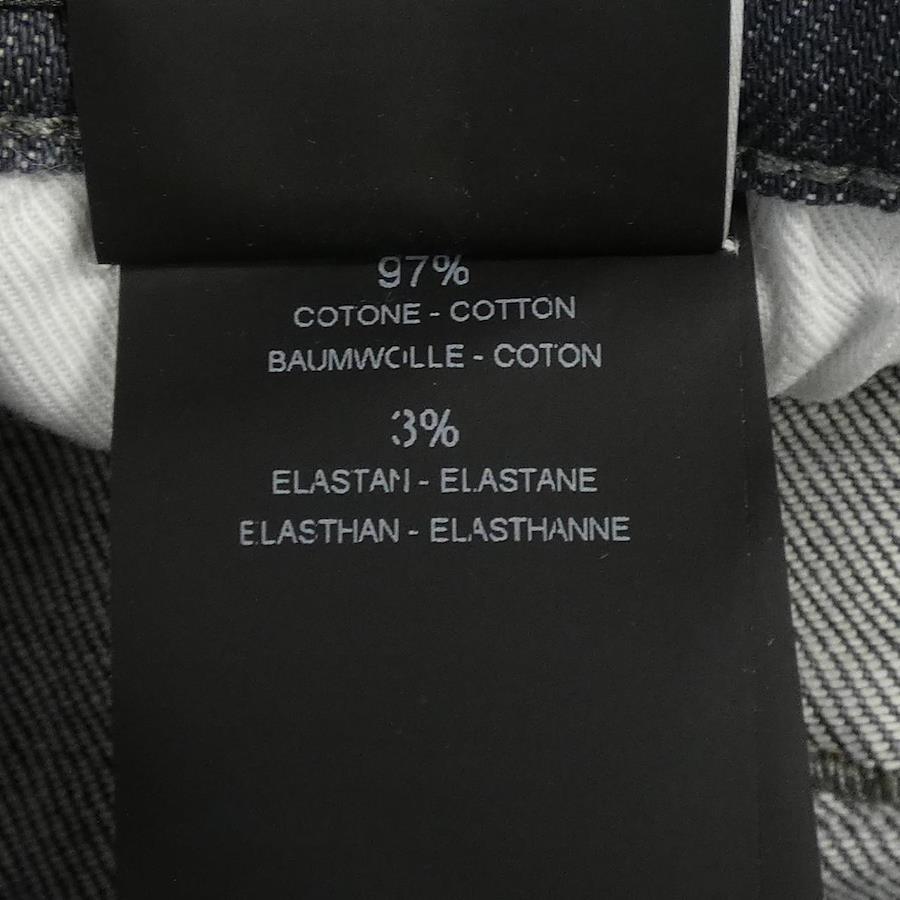 97%
COTONE - COTTON
BAUMWOLLE - COTON
3%
ELASTAN - ELASTANE
ELASTHAN - ELASTHANNE